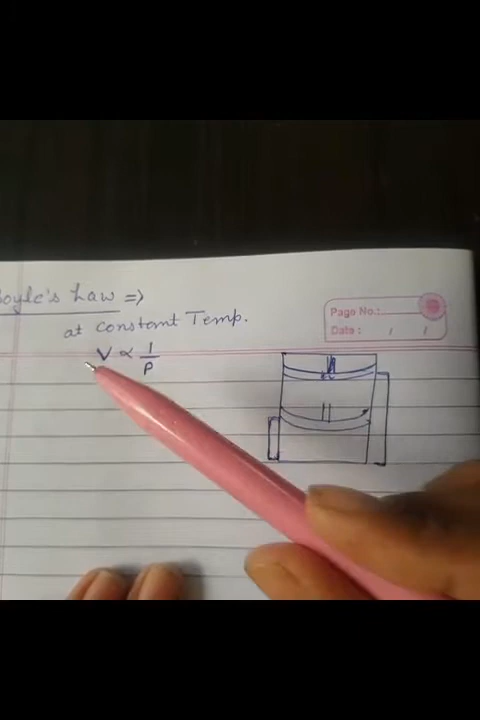 Boyle's Law =>
at constant Temp.
V ∝ 1/P
Page No.:
Date : / /